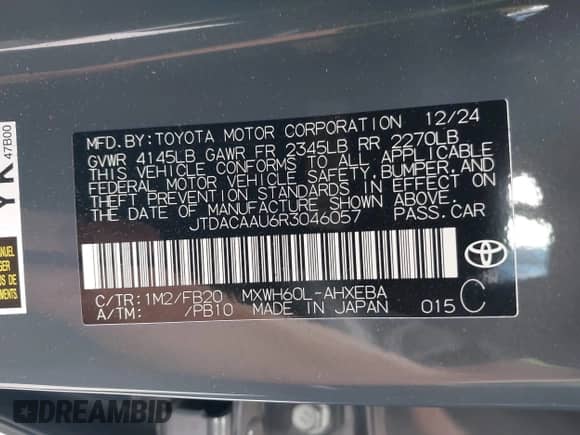 MFD.BY:TOYOTA MOTOR CORPORATION 12/24
GVWR 4145LB GAWR FR 2345LB RR 2270LB
THIS VEHICLE CONFORMS TO ALL APPLICABLE
FEDERAL MOTOR VEHICLE SAFETY,BUMPER,AND
THEFT PREVENTION STANDARDS IN EFFECT ON
THE DATE OF MANUFACTURE SHOWN ABOVE.
JTDACAAU6R3046057 PASS.CAR
C/TR:1M2/FB20 MXWH60L-AHXEBA
A/TM: /PB10 MADE IN JAPAN 015 C
YK
47B00
DREAMBID